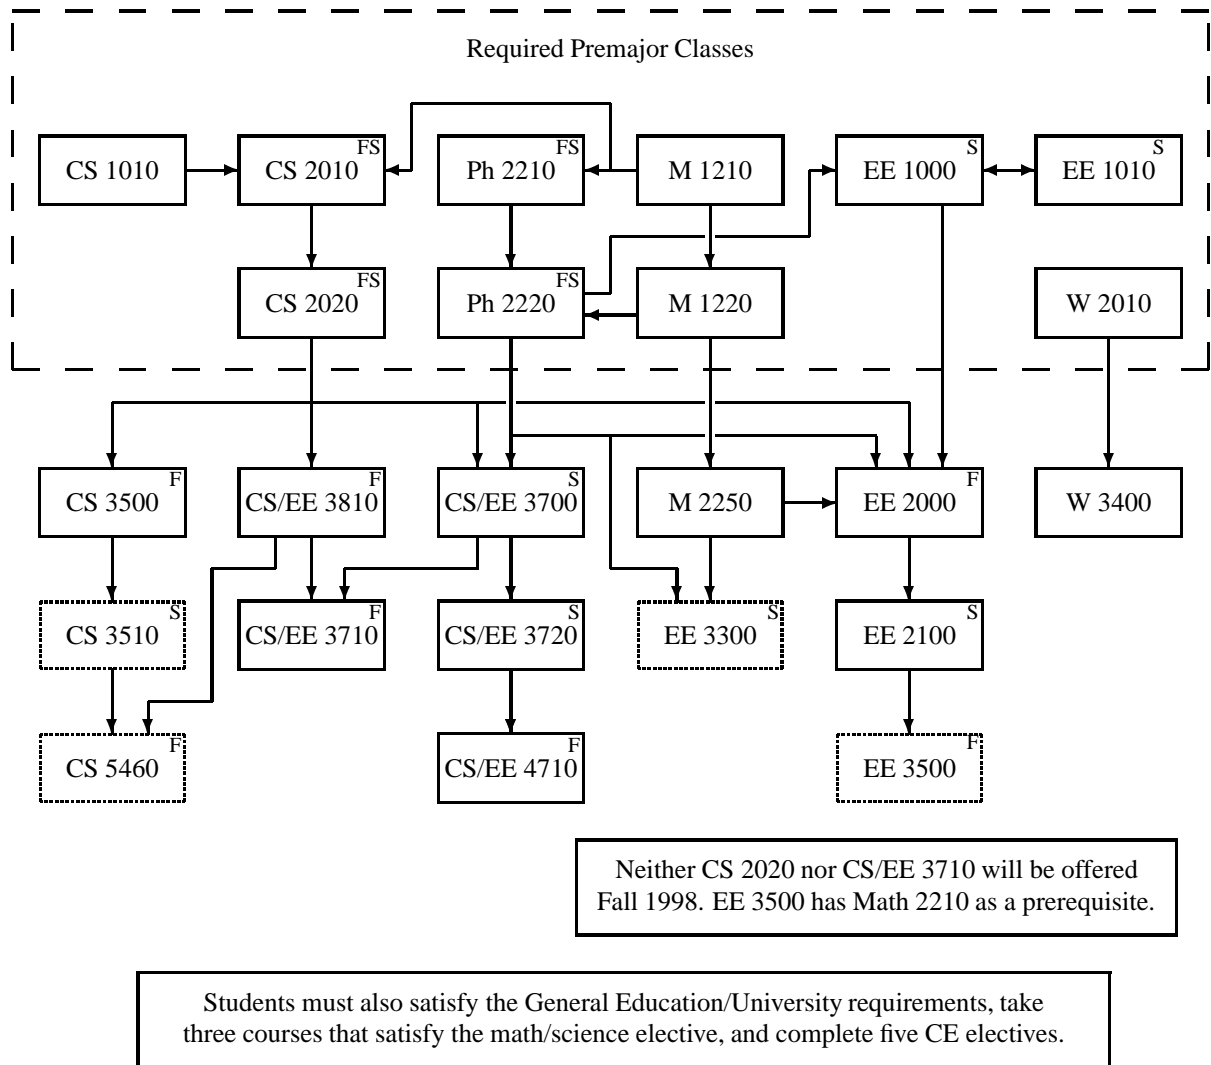 Required Premajor Classes
CS 1010
CS 2010 FS
Ph 2210 FS
M 1210
EE 1000 S
EE 1010 S
CS 2020 FS
Ph 2220 FS
M 1220
W 2010
CS 3500 F
CS/EE 3810 F
CS/EE 3700 S
M 2250
EE 2000 F
W 3400
CS 3510 S
CS/EE 3710 F
CS/EE 3720 S
EE 3300 S
EE 2100 S
CS 5460 F
CS/EE 4710 F
EE 3500 F
Neither CS 2020 nor CS/EE 3710 will be offered
Fall 1998. EE 3500 has Math 2210 as a prerequisite.
Students must also satisfy the General Education/University requirements, take
three courses that satisfy the math/science elective, and complete five CE electives.